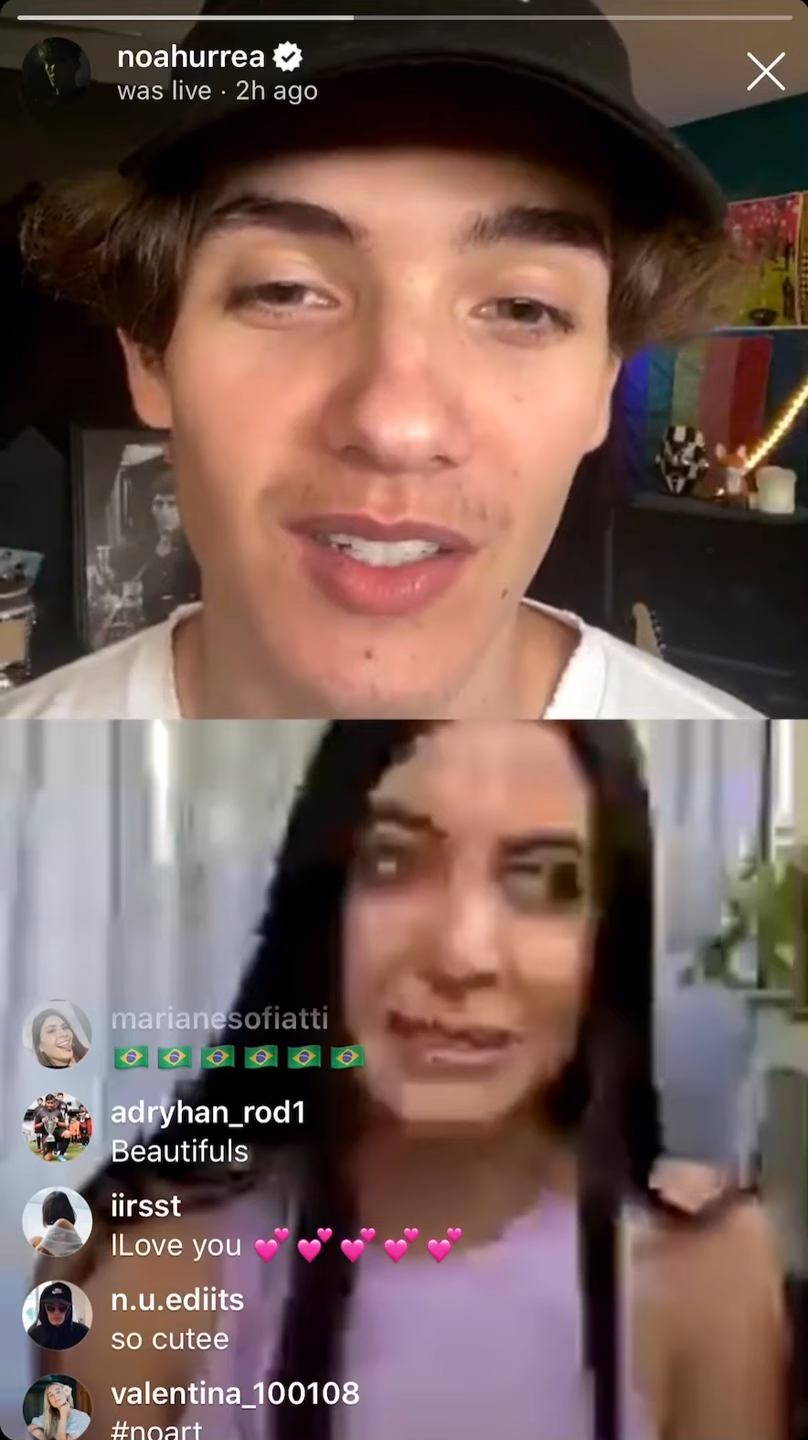 noahurrea
was live · 2h ago
marianesofiatti
🇧🇷 🇧🇷 🇧🇷 🇧🇷 🇧🇷 🇧🇷
adryhan_rod1
Beautifuls
iirsst
ILove you 💕 💕 💕 💕 💕
n.u.ediits
so cutee
valentina_100108
#noart